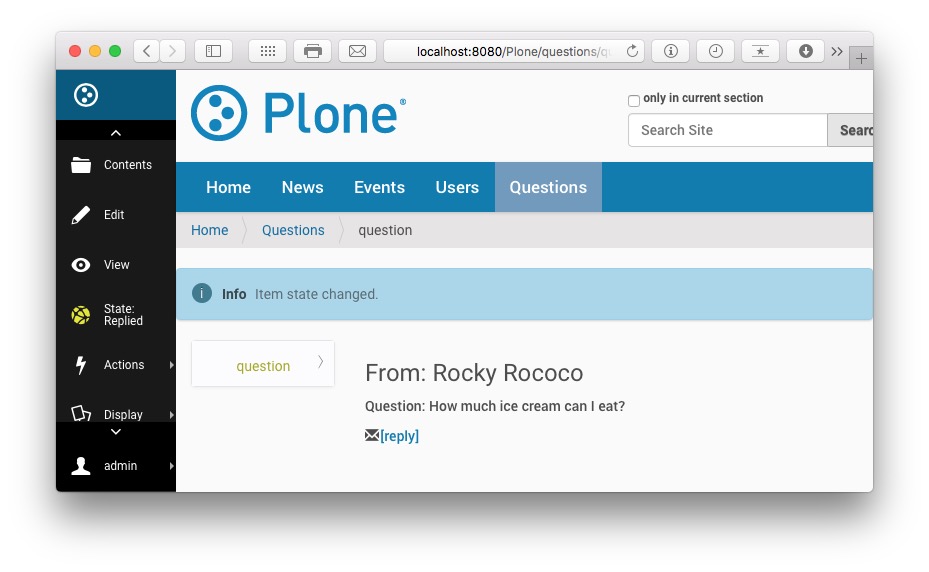 localhost:8080/Plone/questions/q
Plone®
only in current section
Search Site
Searc
Home News Events Users Questions
Home Questions question
Contents
Edit
View
State:
Replied
Actions
Display
admin
Info Item state changed.
question
From: Rocky Rococo
Question: How much ice cream can I eat?
[reply]